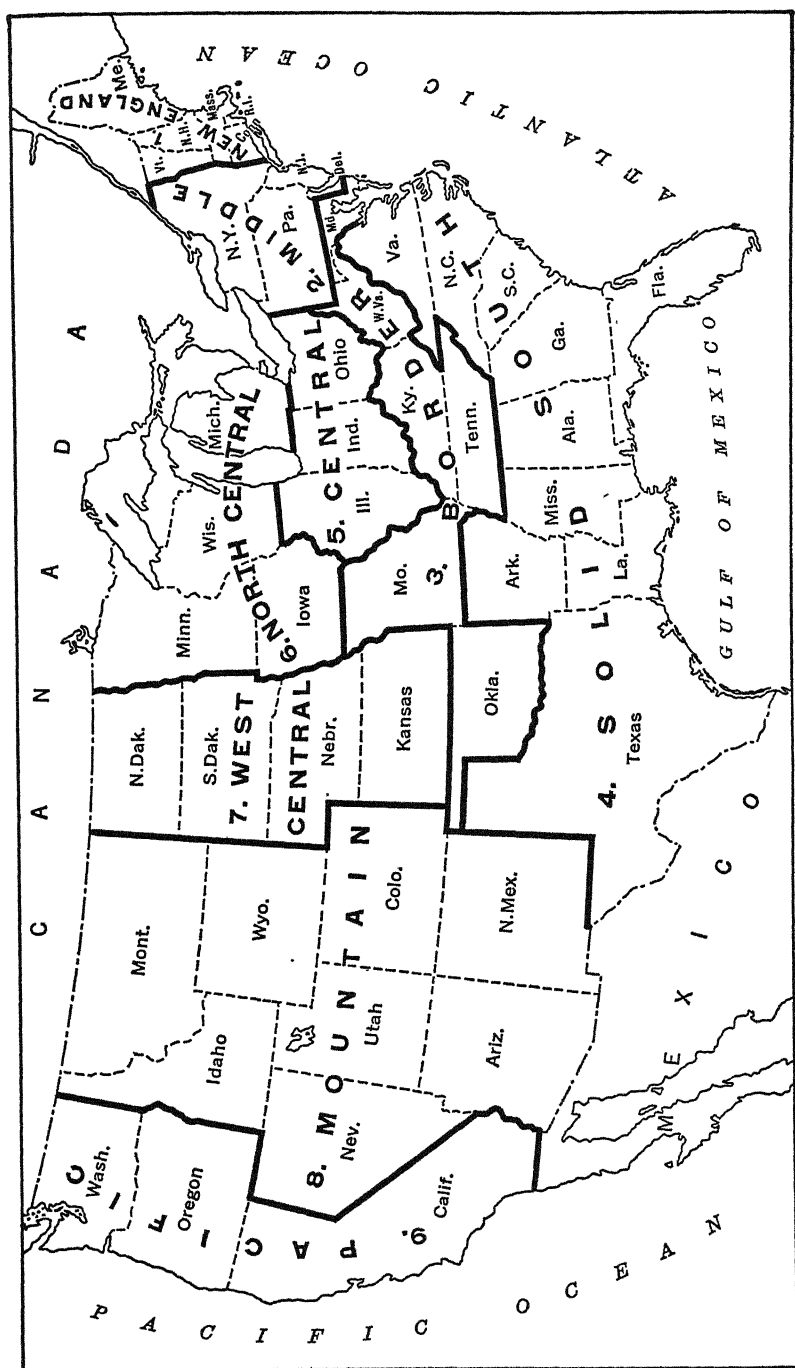 CANADA
PACIFIC OCEAN
ATLANTIC OCEAN
GULF OF MEXICO
MEXICO
1 NEW ENGLAND
Me.
Vt.
N.H.
Mass.
R.I.
C.
2. MIDDLE
N.Y.
Pa.
N.J.
Del.
3. BORDER
Md.
W.Va.
Ky.
Tenn.
Mo.
Okla.
4. SOLID SOUTH
Va.
N.C.
S.C.
Ga.
Fla.
Ala.
Miss.
La.
Ark.
Texas
5. CENTRAL
Ohio
Ind.
Ill.
6. NORTH CENTRAL
Mich.
Wis.
Minn.
Iowa
7. WEST CENTRAL
N.Dak.
S.Dak.
Nebr.
Kansas
8. MOUNTAIN
Mont.
Idaho
Wyo.
Colo.
Utah
Nev.
Ariz.
N.Mex.
9. PACIFIC
Wash.
Oregon
Calif.